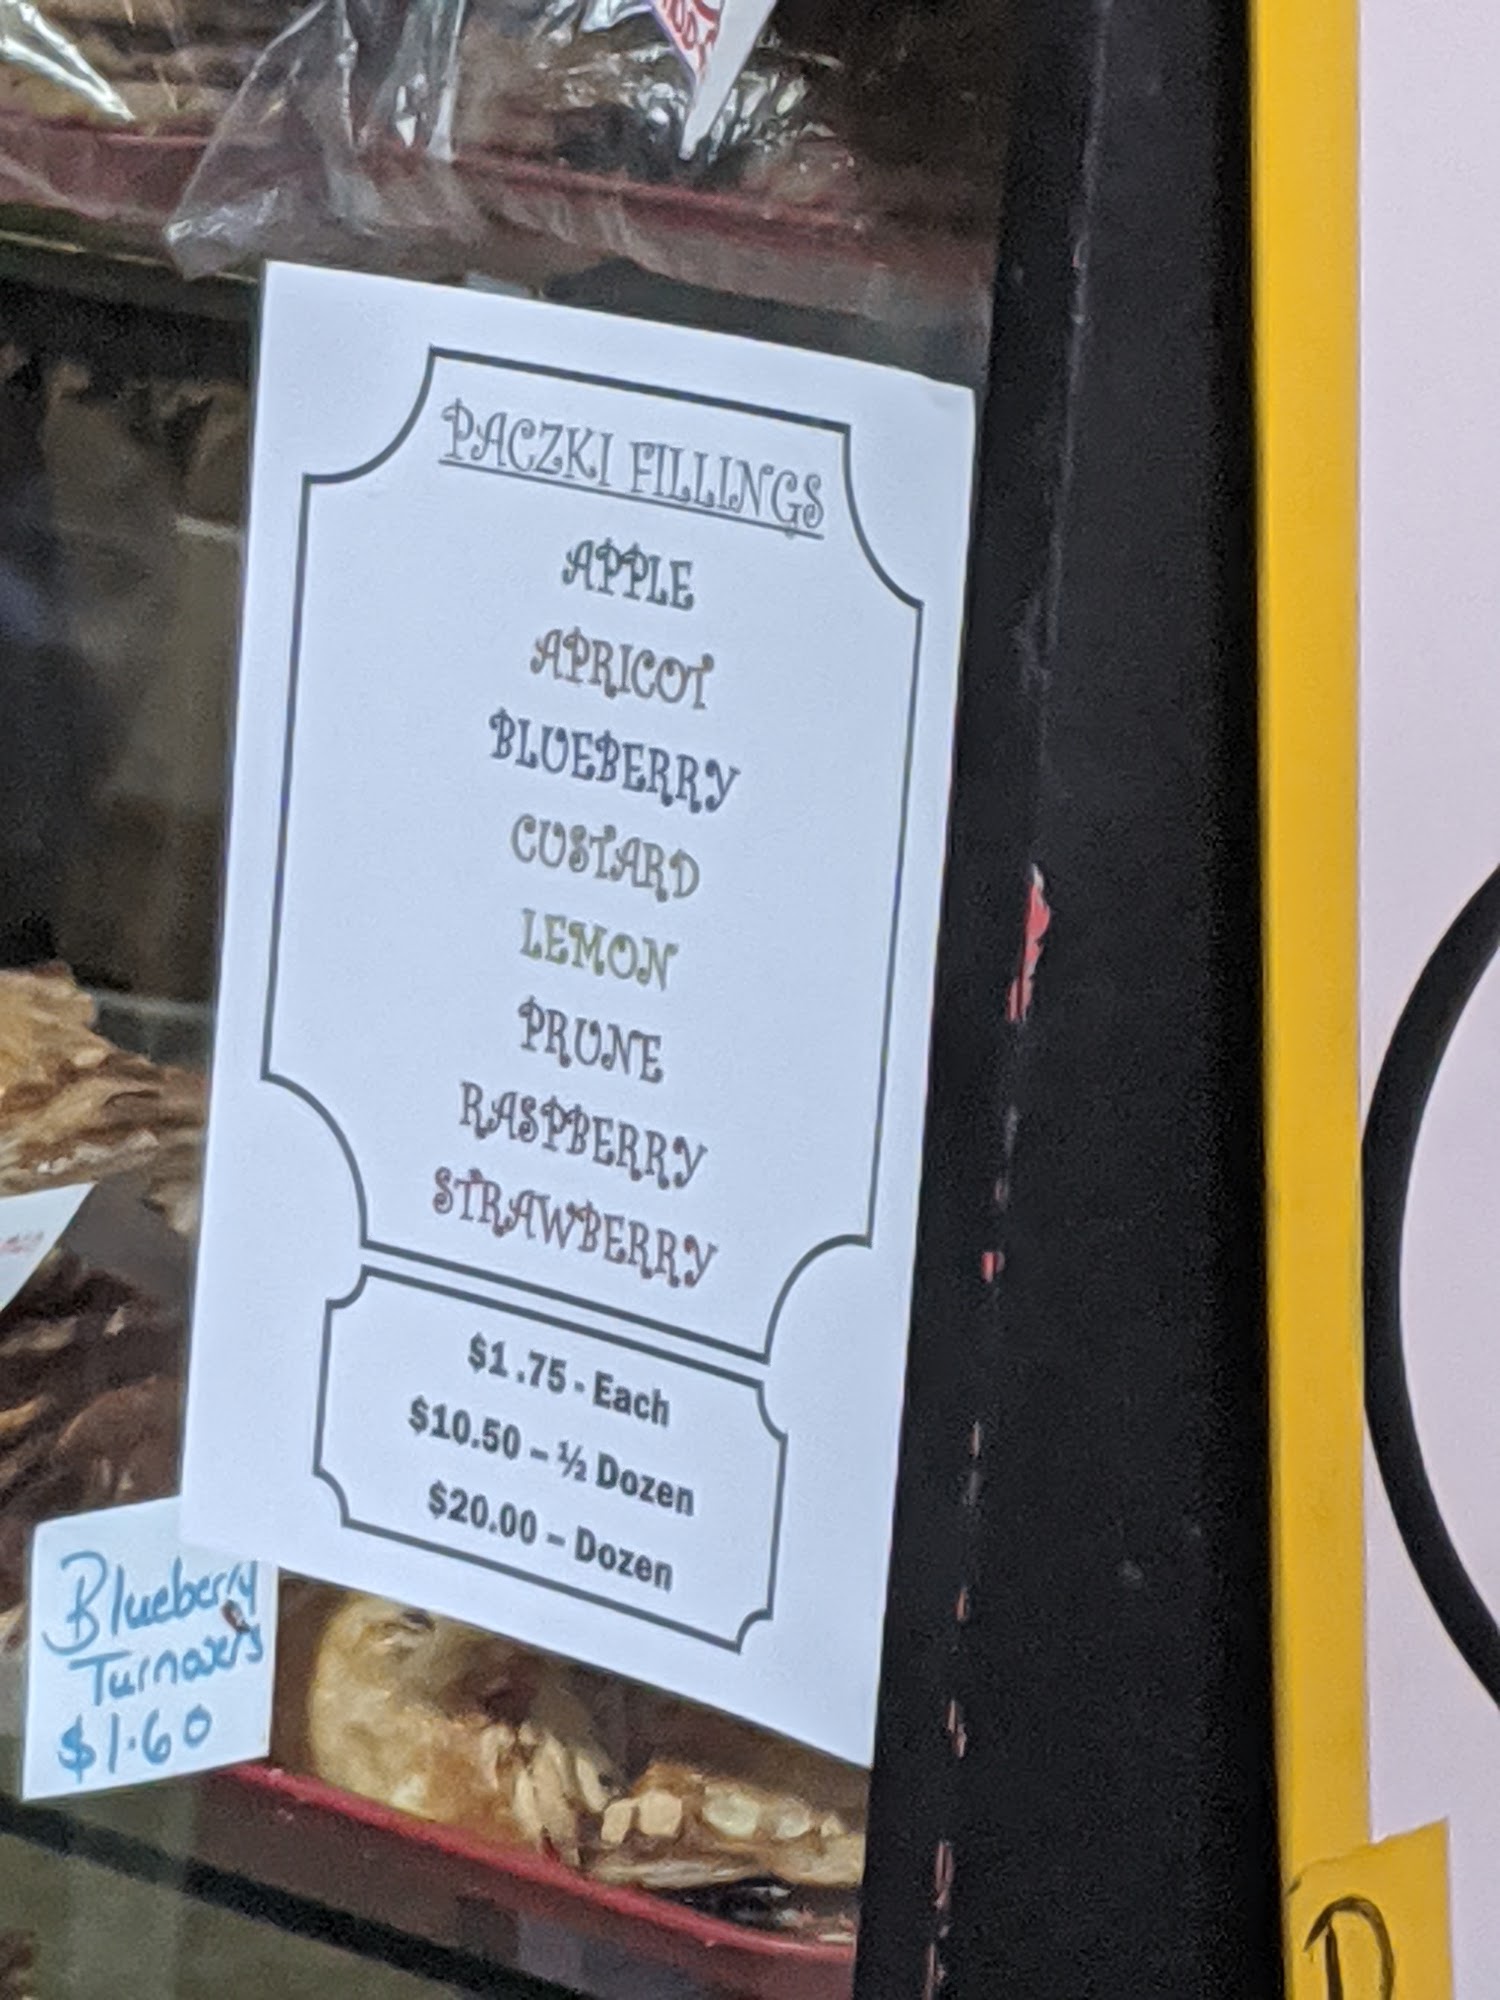 PACZKI FILLINGS
APPLE
APRICOT
BLUEBERRY
CUSTARD
LEMON
PRUNE
RASPBERRY
STRAWBERRY
$1.75 - Each
$10.50 – ½ Dozen
$20.00 – Dozen
Blueberry
Turnovers
$1.60